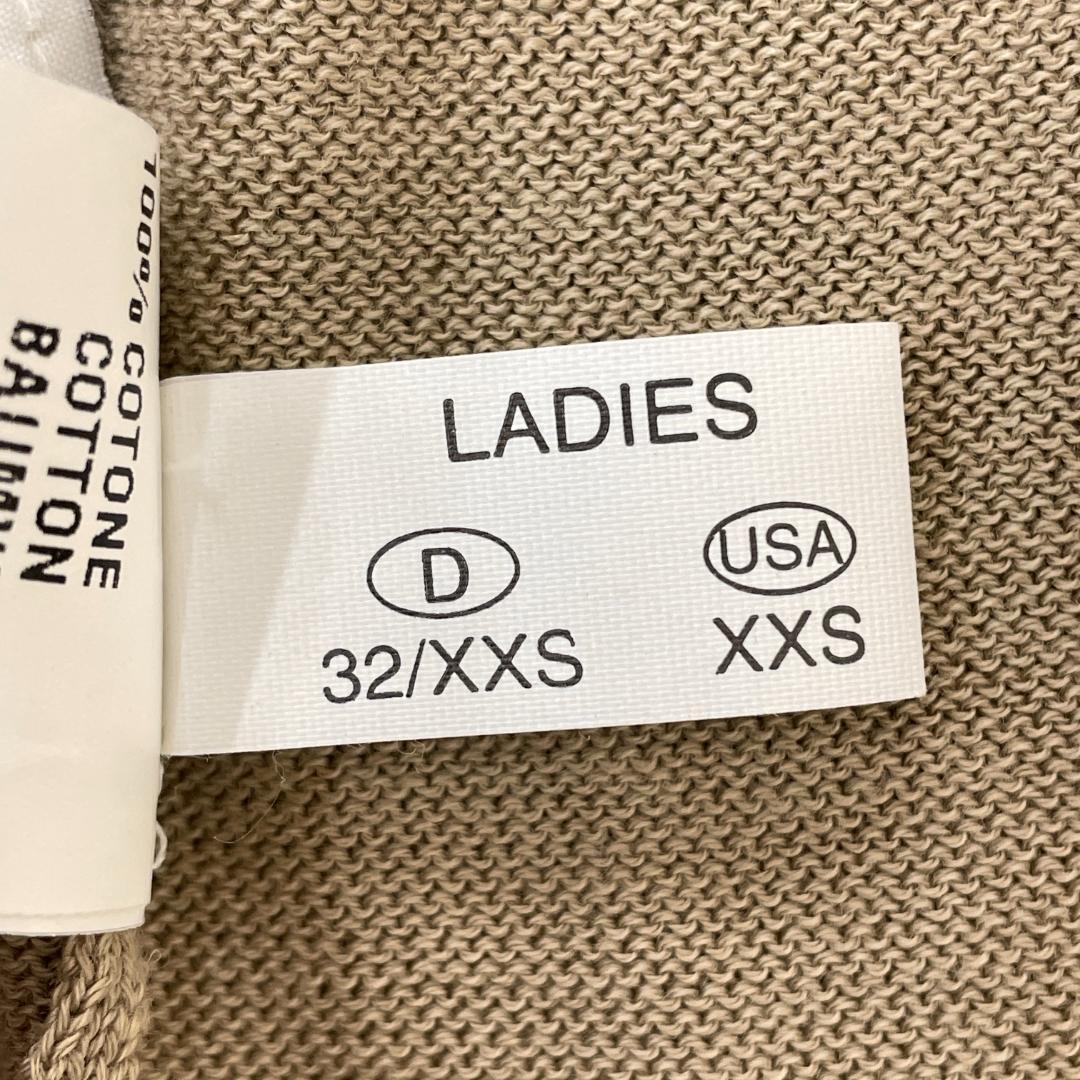 100% COTONE
COTTON
LADIES
D
USA
32/XXS
XXS